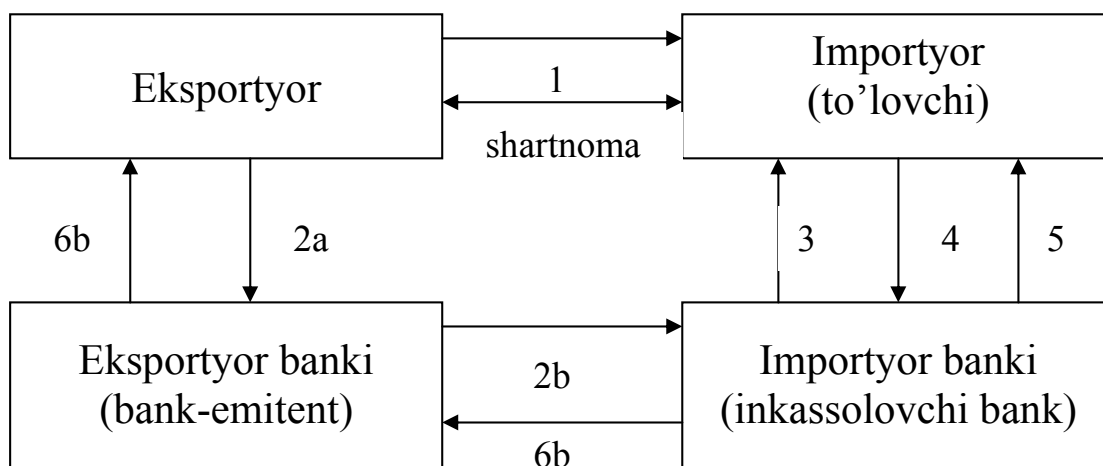 Eksportyor
1
shartnoma
Importyor
(to’lovchi)
6b
2a
3
4
5
Eksportyor banki
(bank-emitent)
2b
6b
Importyor banki
(inkassolovchi bank)